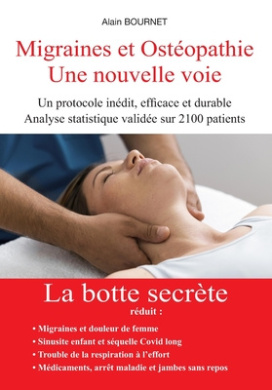 Alain BOURNET
Migraines et Ostéopathie
Une nouvelle voie
Un protocole inédit, efficace et durable
Analyse statistique validée sur 2100 patients
La botte secrète
réduit :
• Migraines et douleur de femme
• Sinusite enfant et séquelle Covid long
• Trouble de la respiration à l'effort
• Médicaments, arrêt maladie et jambes sans repos